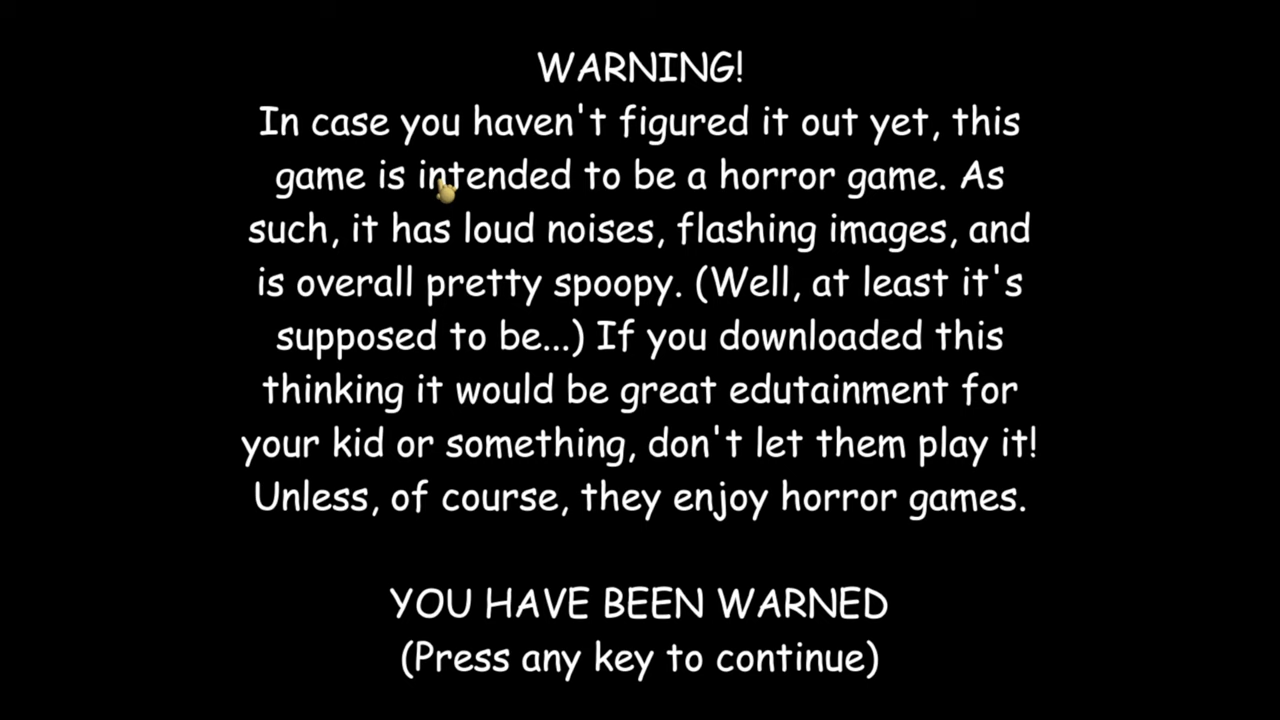 WARNING!
In case you haven't figured it out yet, this
game is intended to be a horror game. As
such, it has loud noises, flashing images, and
is overall pretty spoopy. (Well, at least it's
supposed to be...) If you downloaded this
thinking it would be great edutainment for
your kid or something, don't let them play it!
Unless, of course, they enjoy horror games.
YOU HAVE BEEN WARNED
(Press any key to continue)